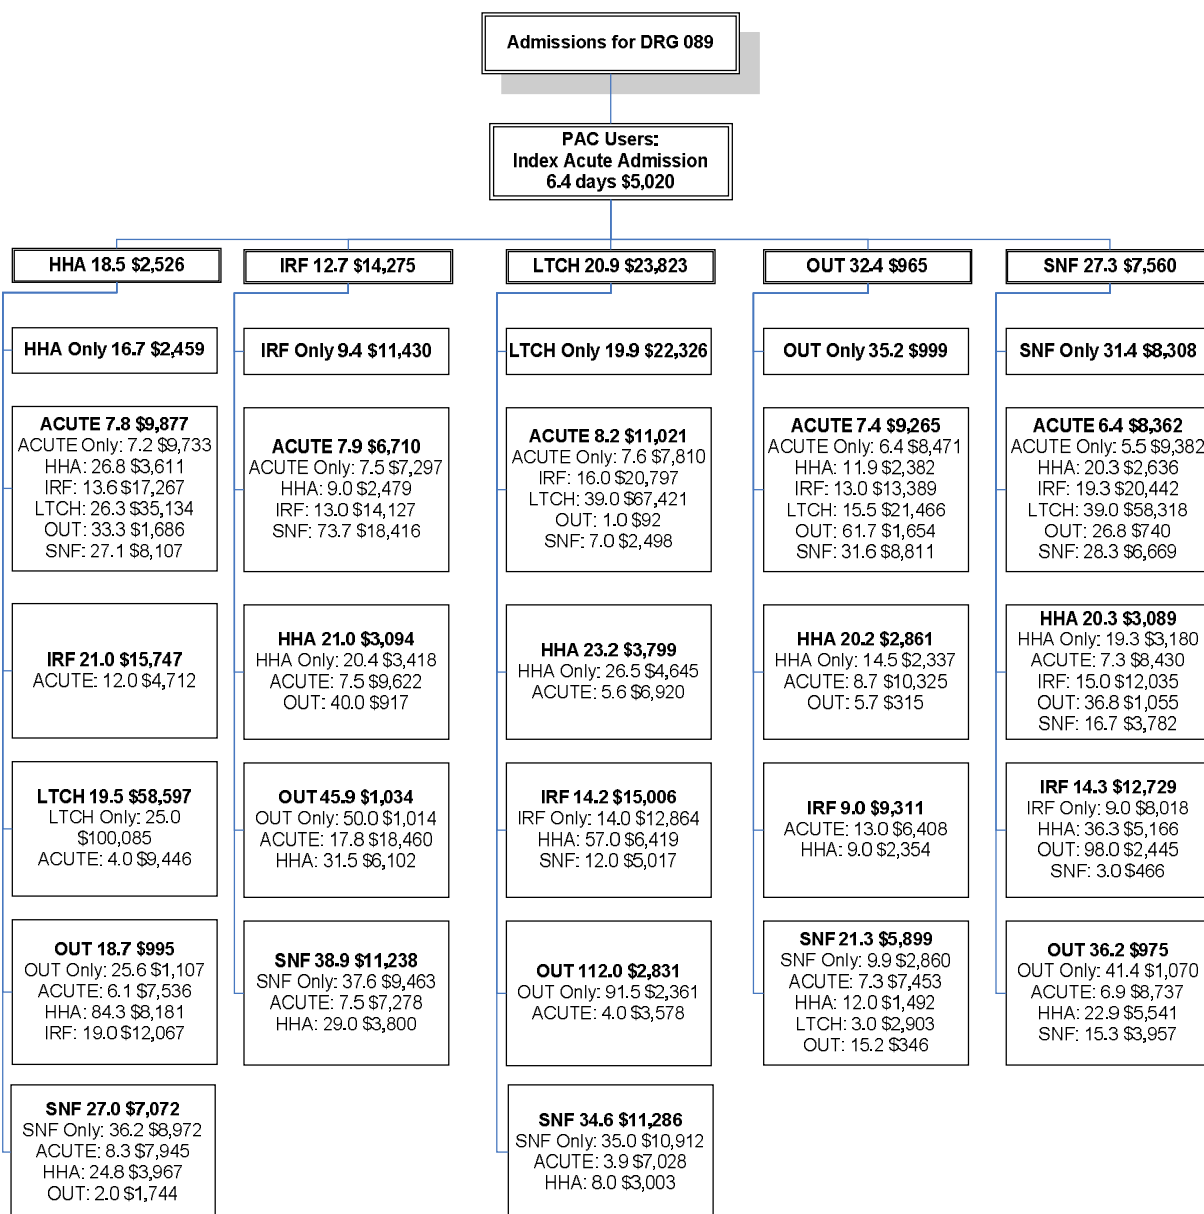 Admissions for DRG 089
PAC Users:
Index Acute Admission
6.4 days $5,020
HHA 18.5 $2,526
HHA Only 16.7 $2,459
ACUTE 7.8 $9,877
ACUTE Only: 7.2 $9,733
HHA: 26.8 $3,611
IRF: 13.6 $17,267
LTCH: 26.3 $35,134
OUT: 33.3 $1,686
SNF: 27.1 $8,107
IRF 21.0 $15,747
ACUTE: 12.0 $4,712
LTCH 19.5 $58,597
LTCH Only: 25.0
$100,085
ACUTE: 4.0 $9,446
OUT 18.7 $995
OUT Only: 25.6 $1,107
ACUTE: 6.1 $7,536
HHA: 84.3 $8,181
IRF: 19.0 $12,067
SNF 27.0 $7,072
SNF Only: 36.2 $8,972
ACUTE: 8.3 $7,945
HHA: 24.8 $3,967
OUT: 2.0 $1,744
IRF 12.7 $14,275
IRF Only 9.4 $11,430
ACUTE 7.9 $6,710
ACUTE Only: 7.5 $7,297
HHA: 9.0 $2,479
IRF: 13.0 $14,127
SNF: 73.7 $18,416
HHA 21.0 $3,094
HHA Only: 20.4 $3,418
ACUTE: 7.5 $9,622
OUT: 40.0 $917
OUT 45.9 $1,034
OUT Only: 50.0 $1,014
ACUTE: 17.8 $18,460
HHA: 31.5 $6,102
SNF 38.9 $11,238
SNF Only: 37.6 $9,463
ACUTE: 7.5 $7,278
HHA: 29.0 $3,800
LTCH 20.9 $23,823
LTCH Only 19.9 $22,326
ACUTE 8.2 $11,021
ACUTE Only: 7.6 $7,810
IRF: 16.0 $20,797
LTCH: 39.0 $67,421
OUT: 1.0 $92
SNF: 7.0 $2,498
HHA 23.2 $3,799
HHA Only: 26.5 $4,645
ACUTE: 5.6 $6,920
IRF 14.2 $15,006
IRF Only: 14.0 $12,864
HHA: 57.0 $6,419
SNF: 12.0 $5,017
OUT 112.0 $2,831
OUT Only: 91.5 $2,361
ACUTE: 4.0 $3,578
SNF 34.6 $11,286
SNF Only: 35.0 $10,912
ACUTE: 3.9 $7,028
HHA: 8.0 $3,003
OUT 32.4 $965
OUT Only 35.2 $999
ACUTE 7.4 $9,265
ACUTE Only: 6.4 $8,471
HHA: 11.9 $2,382
IRF: 13.0 $13,389
LTCH: 15.5 $21,466
OUT: 61.7 $1,654
SNF: 31.6 $8,811
HHA 20.2 $2,861
HHA Only: 14.5 $2,337
ACUTE: 8.7 $10,325
OUT: 5.7 $315
IRF 9.0 $9,311
ACUTE: 13.0 $6,408
HHA: 9.0 $2,354
SNF 21.3 $5,899
SNF Only: 9.9 $2,860
ACUTE: 7.3 $7,453
HHA: 12.0 $1,492
LTCH: 3.0 $2,903
OUT: 15.2 $346
SNF 27.3 $7,560
SNF Only 31.4 $8,308
ACUTE 6.4 $8,362
ACUTE Only: 5.5 $9,382
HHA: 20.3 $2,636
IRF: 19.3 $20,442
LTCH: 39.0 $58,318
OUT: 26.8 $740
SNF: 28.3 $6,669
HHA 20.3 $3,089
HHA Only: 19.3 $3,180
ACUTE: 7.3 $8,430
IRF: 15.0 $12,035
OUT: 36.8 $1,055
SNF: 16.7 $3,782
IRF 14.3 $12,729
IRF Only: 9.0 $8,018
HHA: 36.3 $5,166
OUT: 98.0 $2,445
SNF: 3.0 $466
OUT 36.2 $975
OUT Only: 41.4 $1,070
ACUTE: 6.9 $8,737
HHA: 22.9 $5,541
SNF: 15.3 $3,957